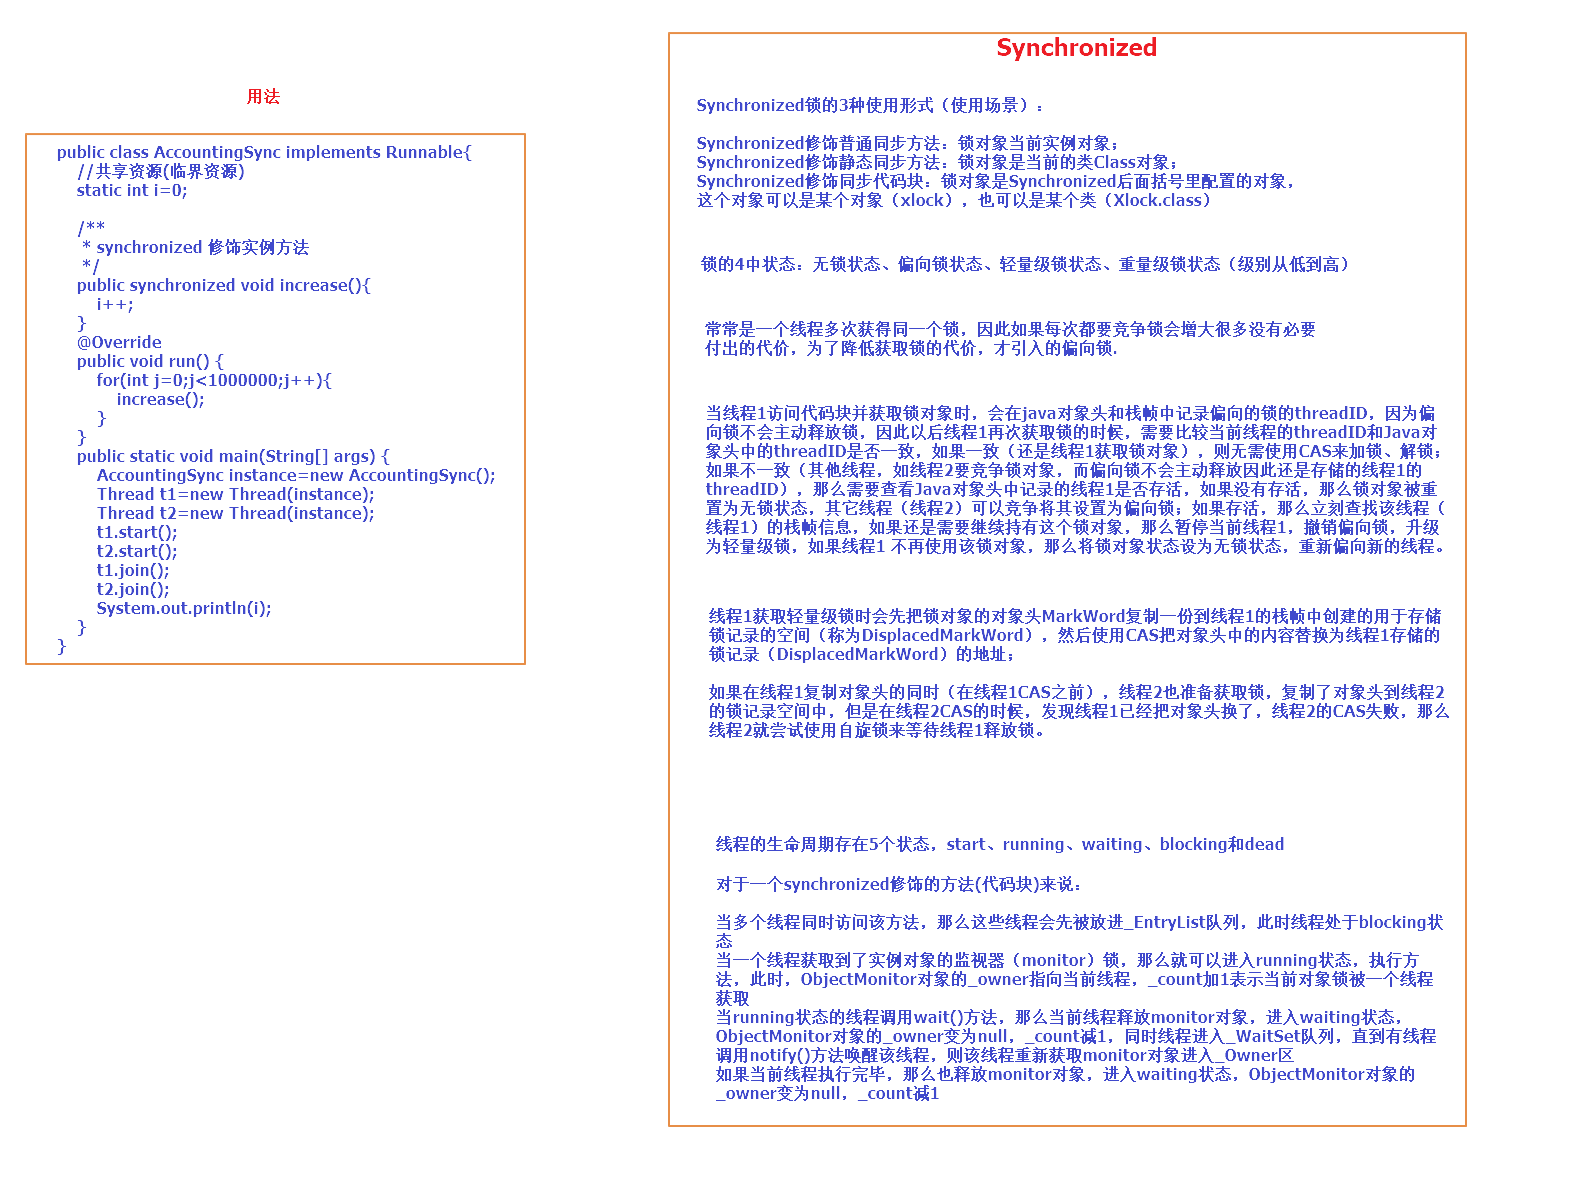 用法
public class AccountingSync implements Runnable{
//共享资源(临界资源)
static int i=0;
/**
* synchronized 修饰实例方法
*/
public synchronized void increase(){
i++;
}
@Override
public void run() {
for(int j=0;j<1000000;j++){
increase();
}
}
public static void main(String[] args) {
AccountingSync instance=new AccountingSync();
Thread t1=new Thread(instance);
Thread t2=new Thread(instance);
t1.start();
t2.start();
t1.join();
t2.join();
System.out.println(i);
}
}
Synchronized
Synchronized锁的3种使用形式（使用场景）：
Synchronized修饰普通同步方法：锁对象当前实例对象；
Synchronized修饰静态同步方法：锁对象是当前的类Class对象；
Synchronized修饰同步代码块：锁对象是Synchronized后面括号里配置的对象，
这个对象可以是某个对象（xlock），也可以是某个类（Xlock.class）
锁的4中状态：无锁状态、偏向锁状态、轻量级锁状态、重量级锁状态（级别从低到高）
常常是一个线程多次获得同一个锁，因此如果每次都要竞争锁会增大很多没有必要
付出的代价，为了降低获取锁的代价，才引入的偏向锁.
当线程1访问代码块并获取锁对象时，会在java对象头和栈帧中记录偏向的锁的threadID，因为偏
向锁不会主动释放锁，因此以后线程1再次获取锁的时候，需要比较当前线程的threadID和Java对
象头中的threadID是否一致，如果一致（还是线程1获取锁对象），则无需使用CAS来加锁、解锁；
如果不一致（其他线程，如线程2要竞争锁对象，而偏向锁不会主动释放因此还是存储的线程1的
threadID），那么需要查看Java对象头中记录的线程1是否存活，如果没有存活，那么锁对象被重
置为无锁状态，其它线程（线程2）可以竞争将其设置为偏向锁；如果存活，那么立刻查找该线程（
线程1）的栈帧信息，如果还是需要继续持有这个锁对象，那么暂停当前线程1，撤销偏向锁，升级
为轻量级锁，如果线程1 不再使用该锁对象，那么将锁对象状态设为无锁状态，重新偏向新的线程。
线程1获取轻量级锁时会先把锁对象的对象头MarkWord复制一份到线程1的栈帧中创建的用于存储
锁记录的空间（称为DisplacedMarkWord），然后使用CAS把对象头中的内容替换为线程1存储的
锁记录（DisplacedMarkWord）的地址；
如果在线程1复制对象头的同时（在线程1CAS之前），线程2也准备获取锁，复制了对象头到线程2
的锁记录空间中，但是在线程2CAS的时候，发现线程1已经把对象头换了，线程2的CAS失败，那么
线程2就尝试使用自旋锁来等待线程1释放锁。
线程的生命周期存在5个状态，start、running、waiting、blocking和dead
对于一个synchronized修饰的方法(代码块)来说：
当多个线程同时访问该方法，那么这些线程会先被放进_EntryList队列，此时线程处于blocking状
态
当一个线程获取到了实例对象的监视器（monitor）锁，那么就可以进入running状态，执行方
法，此时，ObjectMonitor对象的_owner指向当前线程，_count加1表示当前对象锁被一个线程
获取
当running状态的线程调用wait()方法，那么当前线程释放monitor对象，进入waiting状态，
ObjectMonitor对象的_owner变为null，_count减1，同时线程进入_WaitSet队列，直到有线程
调用notify()方法唤醒该线程，则该线程重新获取monitor对象进入_Owner区
如果当前线程执行完毕，那么也释放monitor对象，进入waiting状态，ObjectMonitor对象的
_owner变为null，_count减1